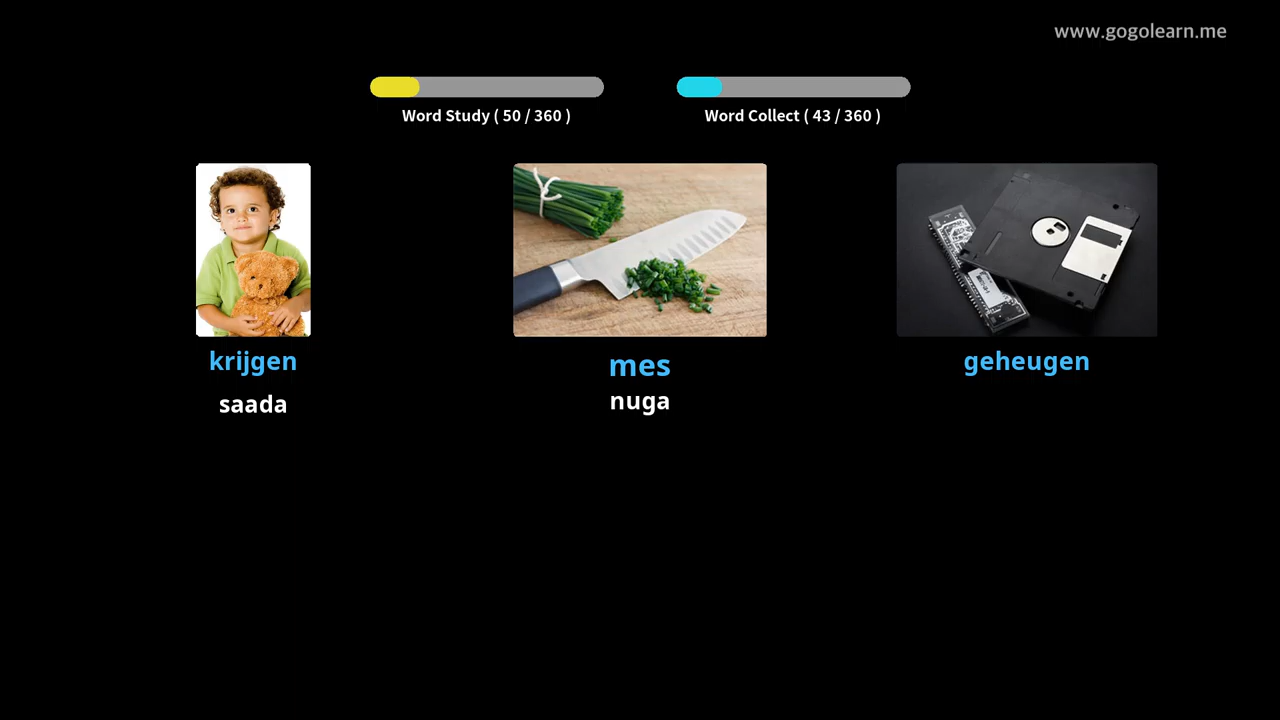 www.gogolearn.me
Word Study ( 50 / 360 )
Word Collect ( 43 / 360 )
krijgen
saada
mes
nuga
geheugen